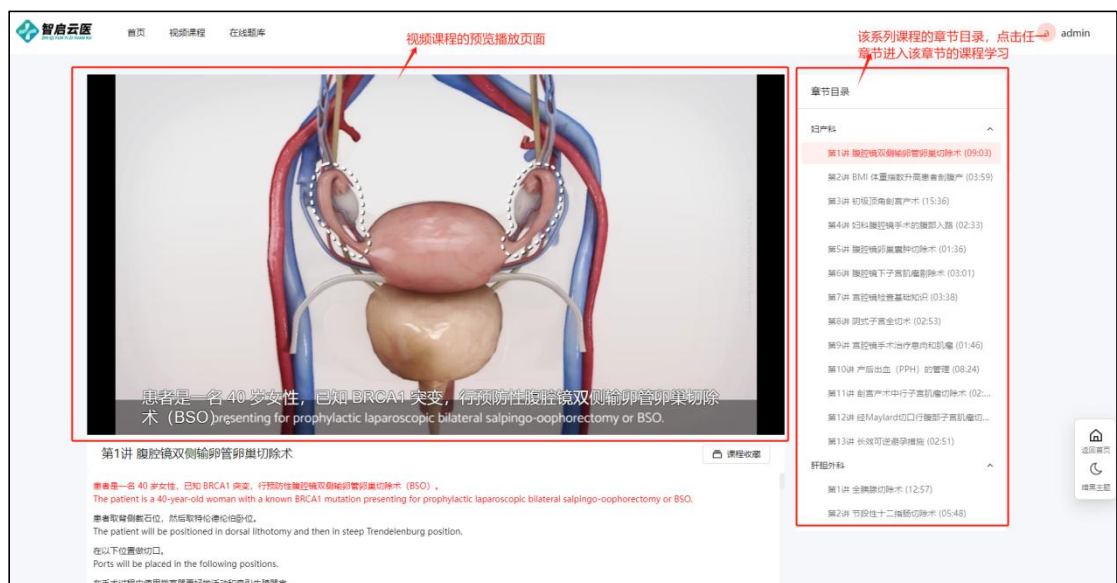 智启云医
首页 视频课程 在线题库
admin
视频课程的预览播放页面
该系列课程的章节目录,点击任一
章节进入该章节的课程学习
患者是一名 40 岁女性,已知 BRCA1 突变,行预防性腹腔镜双侧输卵管卵巢切除
术(BSO)。
presenting for prophylactic laparoscopic bilateral salpingo-oophorectomy or BSO.
第1讲 腹腔镜双侧输卵管卵巢切除术
课程收藏
患者是一名 40 岁女性,已知 BRCA1 突变,行预防性腹腔镜双侧输卵管卵巢切除术(BSO)。
The patient is a 40-year-old woman with a known BRCA1 mutation presenting for prophylactic laparoscopic bilateral salpingo-oophorectomy or BSO.
患者取背侧截石位,然后取特伦德伦伯卧位。
The patient will be positioned in dorsal lithotomy and then in steep Trendelenburg position.
在以下位置做切口。
Ports will be placed in the following positions.
章节目录
妇产科
第1讲 腹腔镜双侧输卵管卵巢切除术 (09:03)
第2讲 BMI 体重指数升高患者剖腹产 (03:59)
第3讲 初级顶角剖宫产术 (15:36)
第4讲 妇科腹腔镜手术的腹部入路 (02:33)
第5讲 腹腔镜卵巢囊肿切除术 (01:36)
第6讲 腹腔镜下子宫肌瘤剔除术 (03:01)
第7讲 宫腔镜检查基础知识 (03:38)
第8讲 阴式子宫全切术 (02:53)
第9讲 宫腔镜手术治疗息肉和肌瘤 (01:46)
第10讲 产后出血(PPH)的管理 (08:24)
第11讲 剖宫产术中行子宫肌瘤切除术 (02:...
第12讲 经Maylard切口行腹部子宫肌瘤切...
第13讲 长效可逆避孕措施 (02:51)
肝胆外科
第1讲 全胰腺切除术 (12:57)
第2讲 节段性十二指肠切除术 (05:48)
返回首页
暗黑主题